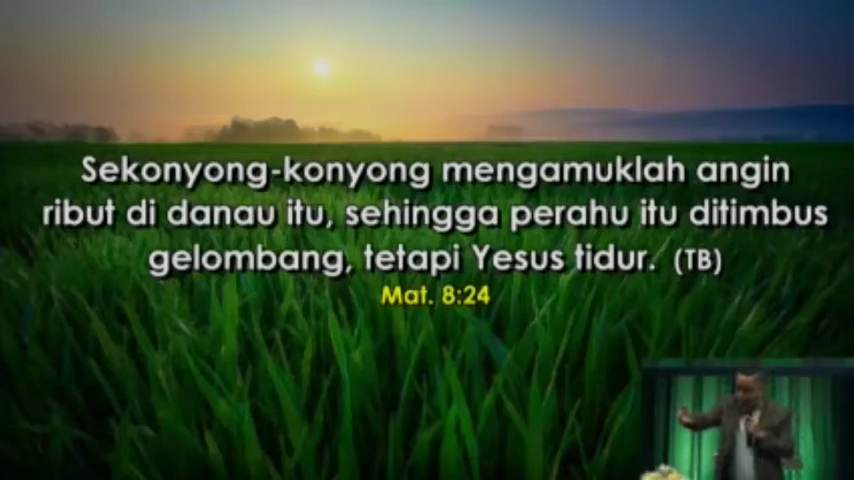 Sekonyong-konyong mengamuklah angin
ribut di danau itu, sehingga perahu itu ditimbus
gelombang, tetapi Yesus tidur. (TB)
Mat. 8:24